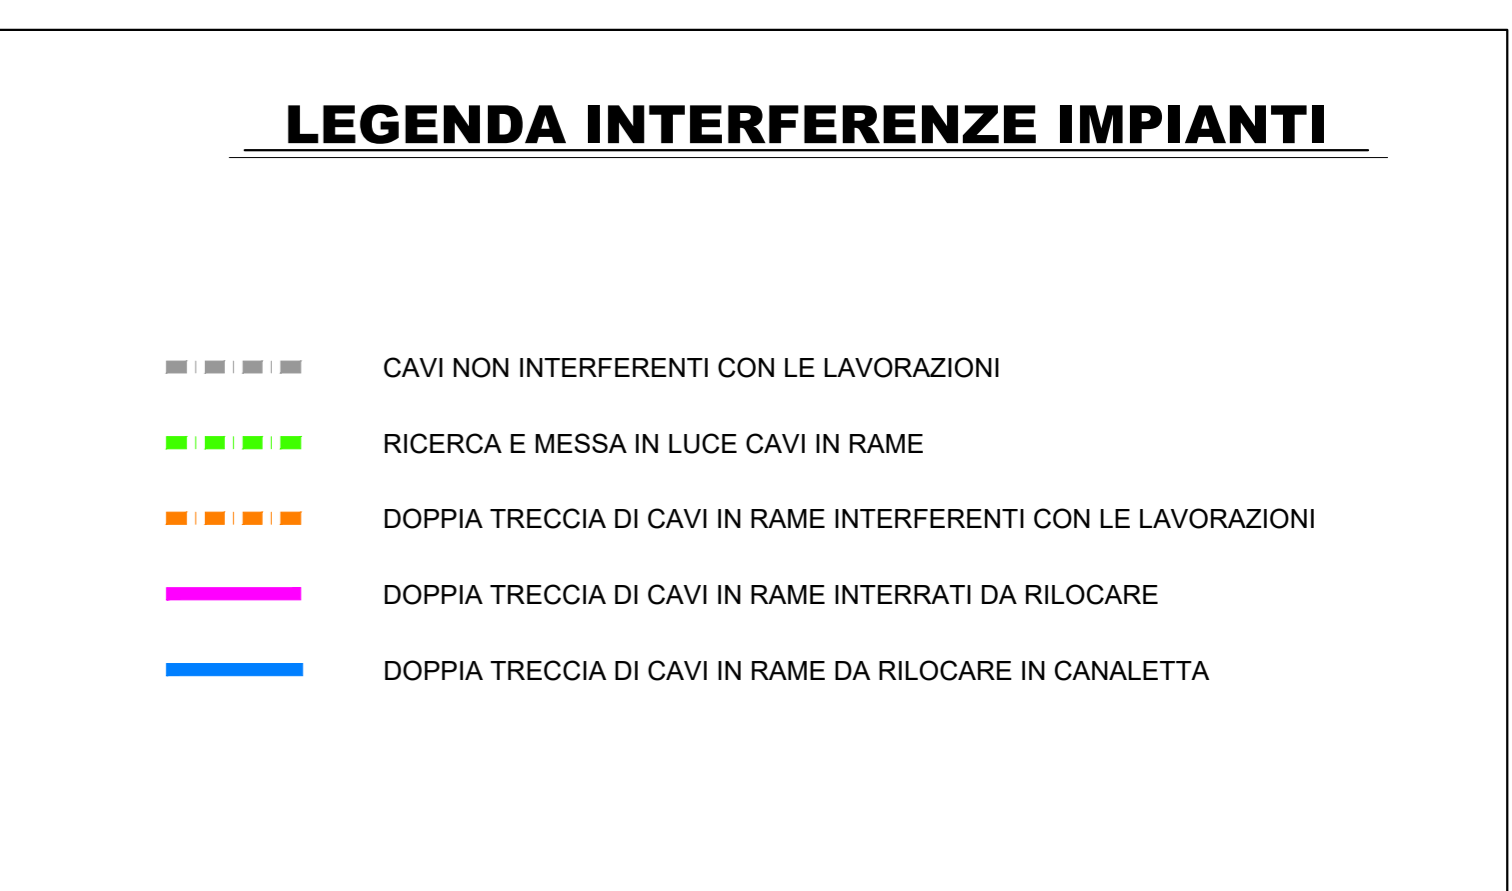 LEGENDA INTERFERENZE IMPIANTI
CAVI NON INTERFERENTI CON LE LAVORAZIONI
RICERCA E MESSA IN LUCE CAVI IN RAME
DOPPIA TRECCIA DI CAVI IN RAME INTERFERENTI CON LE LAVORAZIONI
DOPPIA TRECCIA DI CAVI IN RAME INTERRATI DA RILOCARE
DOPPIA TRECCIA DI CAVI IN RAME DA RILOCARE IN CANALETTA